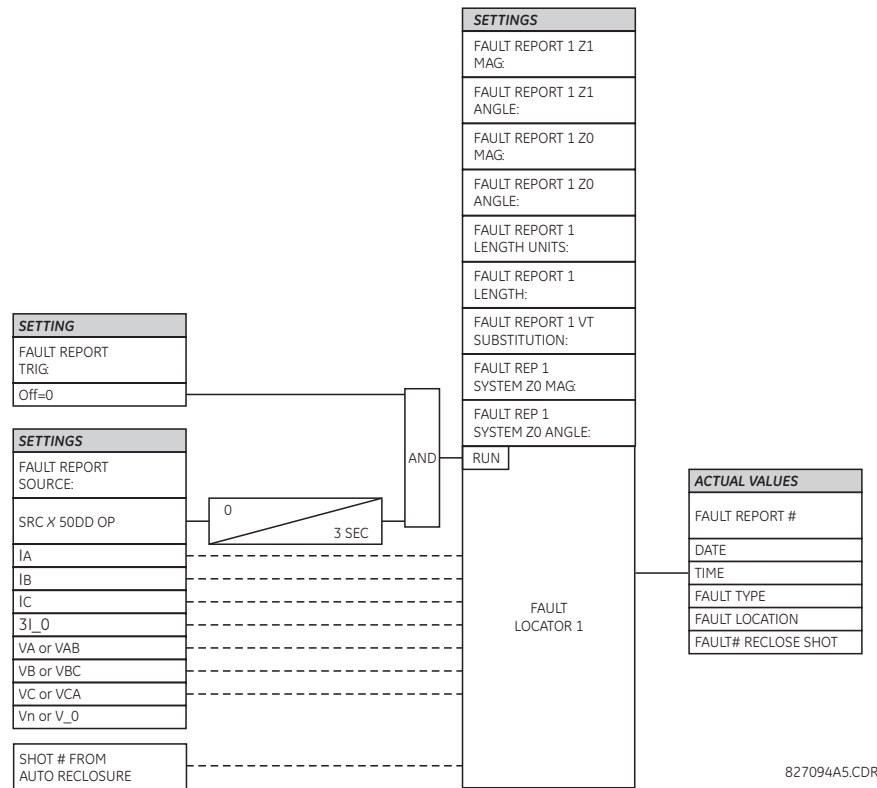 SETTINGS
FAULT REPORT 1 Z1
MAG:
FAULT REPORT 1 Z1
ANGLE:
FAULT REPORT 1 Z0
MAG:
FAULT REPORT 1 Z0
ANGLE:
FAULT REPORT 1
LENGTH UNITS:
FAULT REPORT 1
LENGTH:
FAULT REPORT 1 VT
SUBSTITUTION:
FAULT REP 1
SYSTEM Z0 MAG:
FAULT REP 1
SYSTEM Z0 ANGLE:
SETTING
FAULT REPORT
TRIG:
Off=0
SETTINGS
FAULT REPORT
SOURCE:
SRC X 50DD OP
IA
IB
IC
3I_0
VA or VAB
VB or VBC
VC or VCA
Vn or V_0
SHOT # FROM
AUTO RECLOSURE
0
3 SEC
AND
RUN
FAULT
LOCATOR 1
ACTUAL VALUES
FAULT REPORT #
DATE
TIME
FAULT TYPE
FAULT LOCATION
FAULT# RECLOSE SHOT
827094A5.CDR